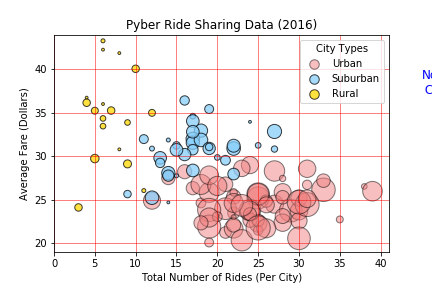 Pyber Ride Sharing Data (2016)
City Types
Urban
Suburban
Rural
40
35
30
25
20
Average Fare (Dollars)
0 5 10 15 20 25 30 35 40
Total Number of Rides (Per City)